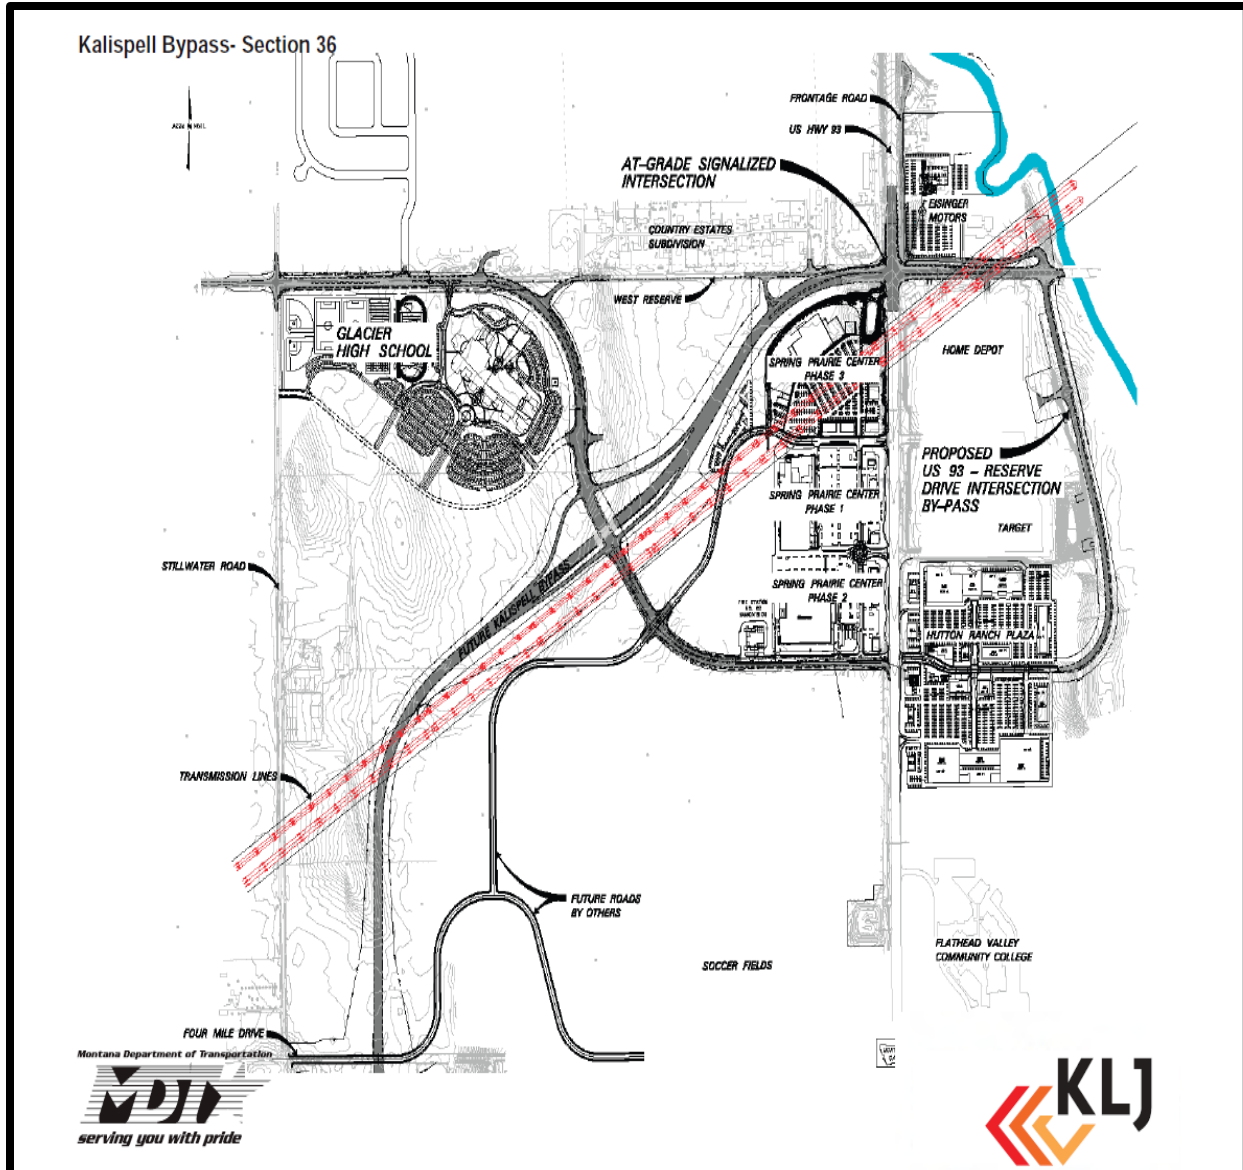 Kalispell Bypass- Section 36
FRONTAGE ROAD
US HWY 93
AT-GRADE SIGNALIZED
INTERSECTION
EISINGER
MOTORS
COUNTRY ESTATES
SUBDIVISION
WEST RESERVE
GLACIER
HIGH SCHOOL
HOME DEPOT
SPRING PRAIRIE CENTER
PHASE 3
PROPOSED
US 93 - RESERVE
DRIVE INTERSECTION
BY-PASS
SPRING PRAIRIE CENTER
PHASE 1
TARGET
STILLWATER ROAD
FUTURE KALISPELL BYPASS
SPRING PRAIRIE CENTER
PHASE 2
FIRE STATION
HUTTON RANCH PLAZA
TRANSMISSION LINES
FUTURE ROADS
BY OTHERS
FLATHEAD VALLEY
COMMUNITY COLLEGE
SOCCER FIELDS
FOUR MILE DRIVE
Montana Department of Transportation
MDT
serving you with pride
KLJ